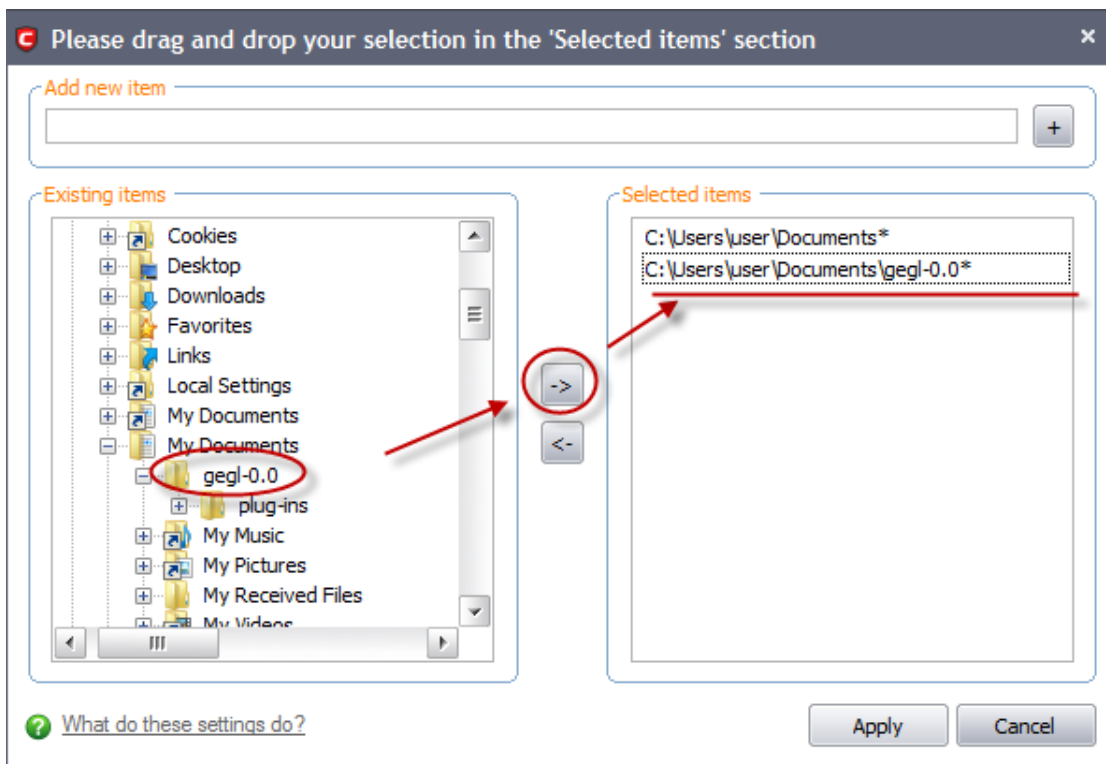 Please drag and drop your selection in the 'Selected items' section
Add new item
+
Existing items
Cookies
Desktop
Downloads
Favorites
Links
Local Settings
My Documents
My Documents
gegl-0.0
plug-ins
My Music
My Pictures
My Received Files
My Videos
->
<-
Selected items
C:\Users\user\Documents*
C:\Users\user\Documents\gegl-0.0*
What do these settings do?
Apply
Cancel